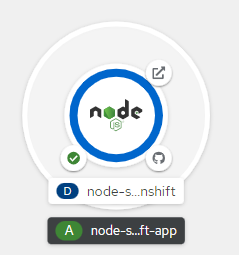 node
JS
D node-s...nshift
A node-s...ft-app